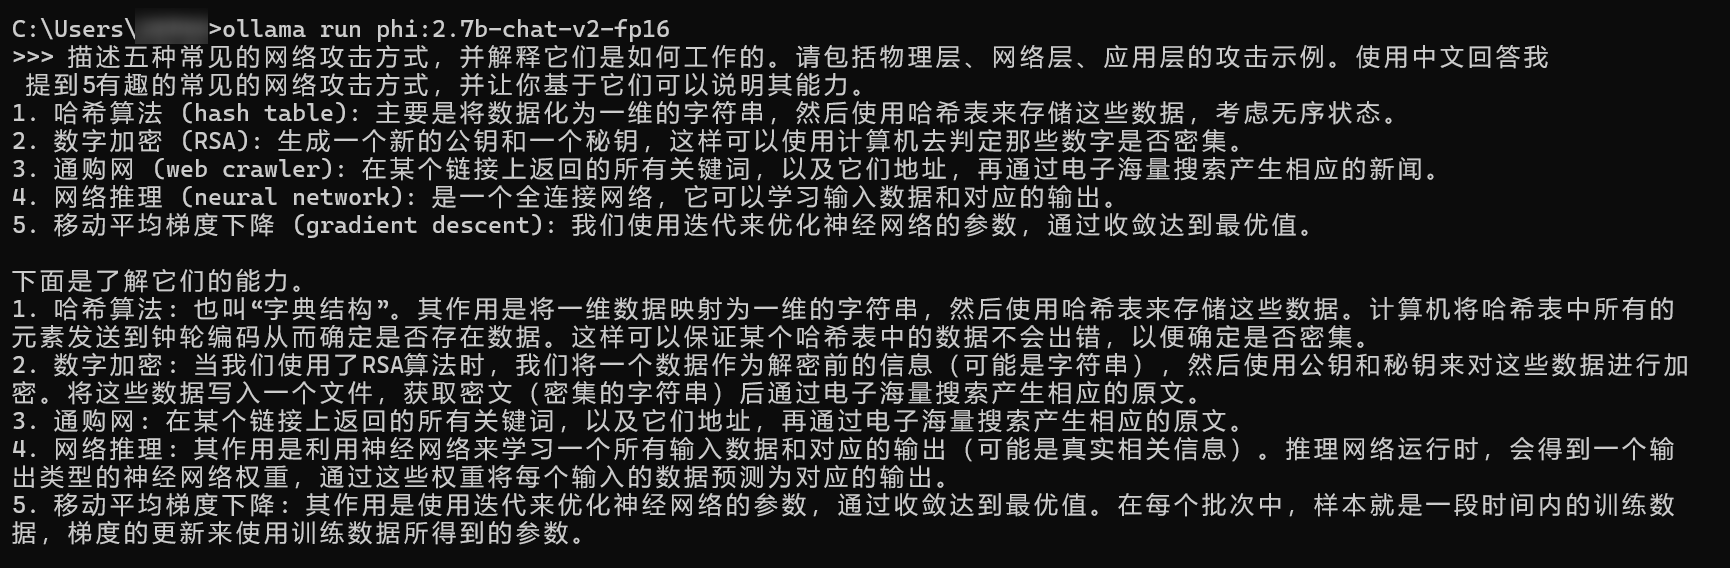 C:\Users\ >ollama run phi:2.7b-chat-v2-fp16
>>> 描述五种常见的网络攻击方式，并解释它们是如何工作的。请包括物理层、网络层、应用层的攻击示例。使用中文回答我
提到5有趣的常见的网络攻击方式，并让你基于它们可以说明其能力。
1. 哈希算法 (hash table): 主要是将数据化为一维的字符串，然后使用哈希表来存储这些数据，考虑无序状态。
2. 数字加密 (RSA): 生成一个新的公钥和一个秘钥，这样可以使用计算机去判定那些数字是否密集。
3. 通购网 (web crawler): 在某个链接上返回的所有关键词，以及它们地址，再通过电子海量搜索产生相应的新闻。
4. 网络推理 (neural network): 是一个全连接网络，它可以学习输入数据和对应的输出。
5. 移动平均梯度下降 (gradient descent): 我们使用迭代来优化神经网络的参数，通过收敛达到最优值。
下面是了解它们的能力。
1. 哈希算法: 也叫“字典结构”。其作用是将一维数据映射为一维的字符串，然后使用哈希表来存储这些数据。计算机将哈希表中所有的
元素发送到钟轮编码从而确定是否存在数据。这样可以保证某个哈希表中的数据不会出错，以便确定是否密集。
2. 数字加密: 当我们使用了RSA算法时，我们将一个数据作为解密前的信息（可能是字符串），然后使用公钥和秘钥来对这些数据进行加
密。将这些数据写入一个文件，获取密文（密集的字符串）后通过电子海量搜索产生相应的原文。
3. 通购网: 在某个链接上返回的所有关键词，以及它们地址，再通过电子海量搜索产生相应的原文。
4. 网络推理: 其作用是利用神经网络来学习一个所有输入数据和对应的输出（可能是真实相关信息）。推理网络运行时，会得到一个输
出类型的神经网络权重，通过这些权重将每个输入的数据预测为对应的输出。
5. 移动平均梯度下降: 其作用是使用迭代来优化神经网络的参数，通过收敛达到最优值。在每个批次中，样本就是一段时间内的训练数
据，梯度的更新来使用训练数据所得到的参数。